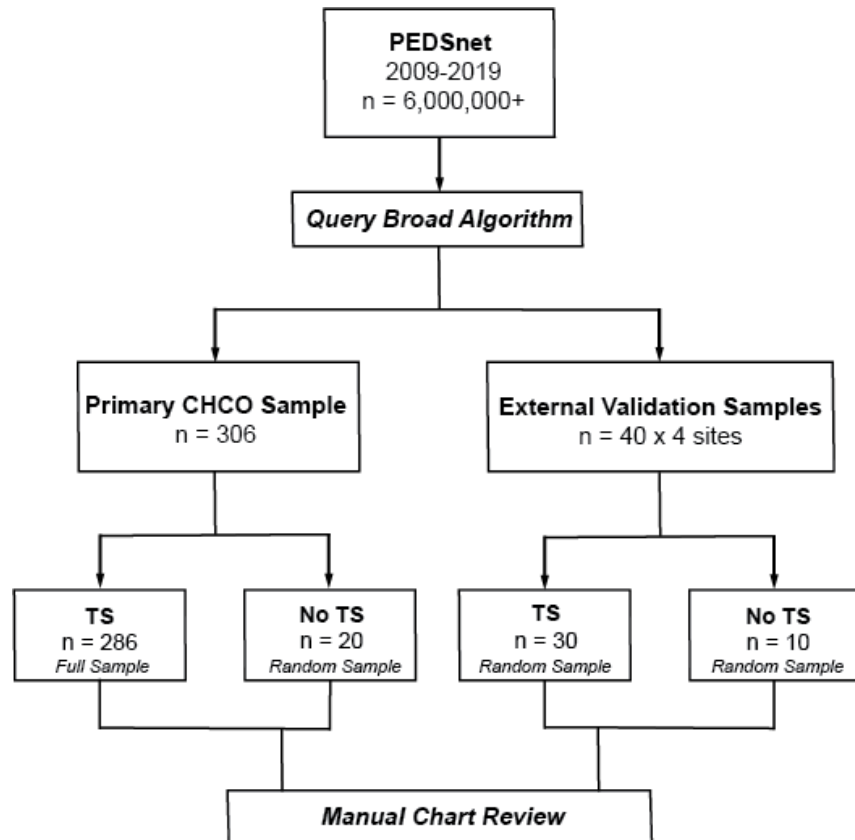 PEDSnet
2009-2019
n = 6,000,000+
Query Broad Algorithm
Primary CHCO Sample
n = 306
External Validation Samples
n = 40 x 4 sites
TS
n = 286
Full Sample
No TS
n = 20
Random Sample
TS
n = 30
Random Sample
No TS
n = 10
Random Sample
Manual Chart Review